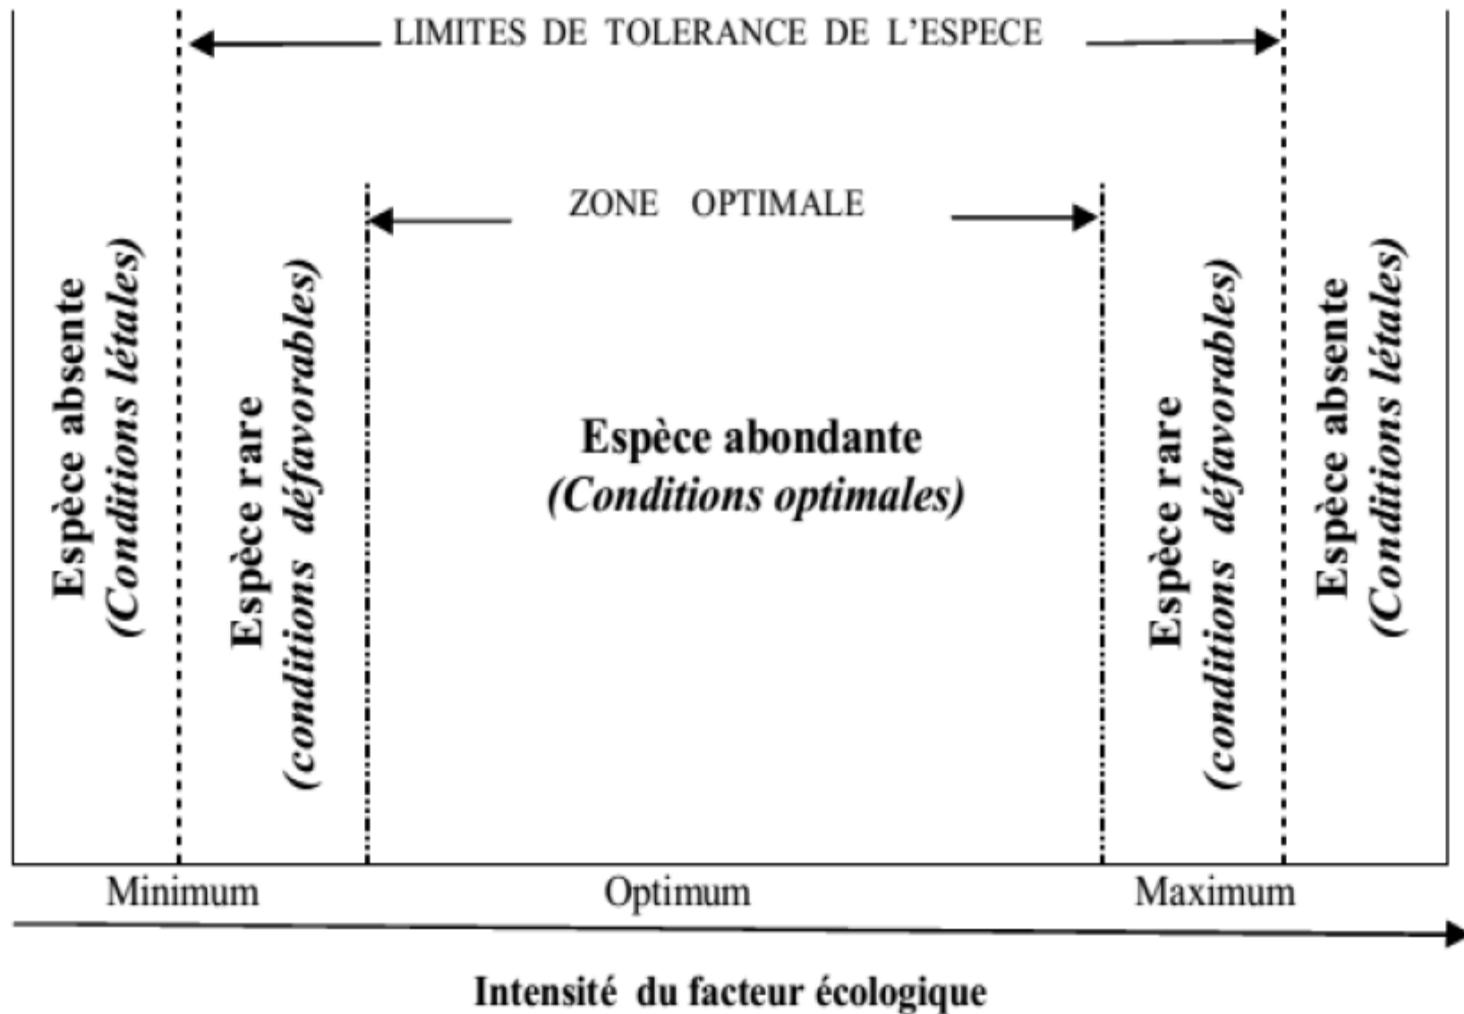 LIMITES DE TOLERANCE DE L'ESPECE
ZONE OPTIMALE
Espèce absente
(Conditions létales)
Espèce rare
(conditions défavorables)
Espèce abondante
(Conditions optimales)
Espèce rare
(conditions défavorables)
Espèce absente
(Conditions létales)
Minimum
Optimum
Maximum
Intensité du facteur écologique